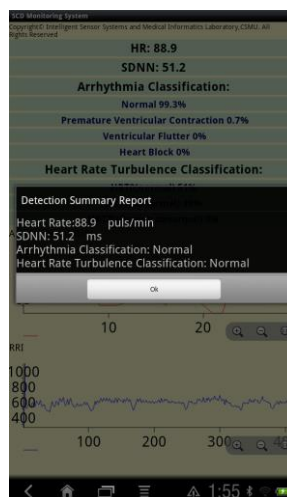 SCD Monitoring System
Copyright© Intelligent Sensor Systems and Medical Informatics Laboratory,CSMU. All
Rights Reserved
HR: 88.9
SDNN: 51.2
Arrhythmia Classification:
Normal 99.3%
Premature Ventricular Contraction 0.7%
Ventricular Flutter 0%
Heart Block 0%
Heart Rate Turbulence Classification:
Detection Summary Report
Heart Rate:88.9 puls/min
SDNN: 51.2 ms
Arrhythmia Classification: Normal
Heart Rate Turbulence Classification: Normal
Ok
10 20
RRI
1000
800
600
400
100 200 300
1:55